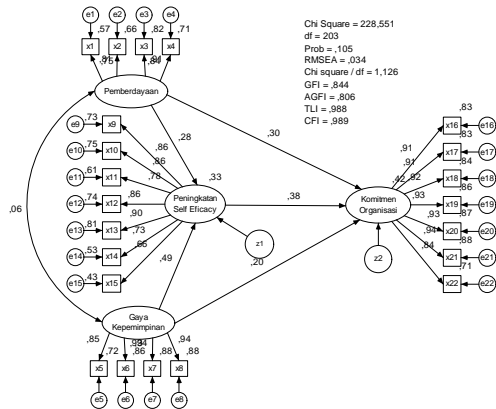 e1 e2 e3 e4
,57 ,66 ,82 ,71
x1 x2 x3 x4
Chi Square = 228,551
df = 203
Prob = ,105
RMSEA = ,034
Chi square / df = 1,126
GFI = ,844
AGFI = ,806
TLI = ,988
CFI = ,989
Pemberdayaan
,28
,30
,06
e9 ,73 x9 ,86
e10 ,75 x10 ,86
e11 ,61 x11 ,78
e12 ,74 x12 ,86
e13 ,81 x13 ,90
e14 ,53 x14 ,73
e15 ,43 x15 ,66
,33
Peningkatan
Self Eficacy
,38
,49
z1
,20
,42
Komitmen
Organisasi
z2
,91 x16 ,83 e16
,91 x17 ,83 e17
,92 x18 ,84 e18
,93 x19 ,86 e19
,93 x20 ,87 e20
,94 x21 ,88 e21
,84 x22 ,71 e22
Gaya
Kepemimpinan
,85 ,94
,72 ,86 ,88 ,88
x5 x6 x7 x8
e5 e6 e7 e8